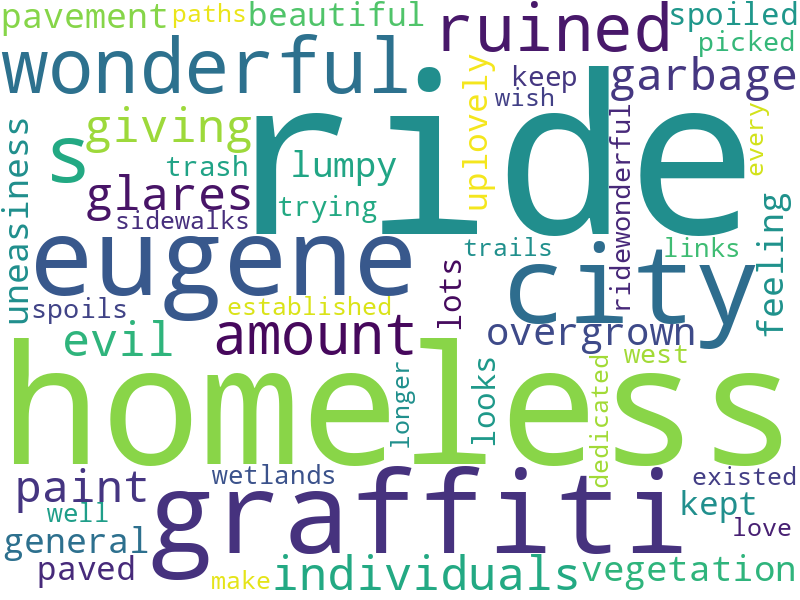 pavement paths beautiful ruined spoiled
picked
wonderful uplovely keep garbage
wish
ride
giving ridewonderful every
s trash lumpy
glares trying
sidewalks
uneasiness eugene trails links feeling
city
lots
spoils established
evil amount overgrown
west
homeless
longer looks dedicated
paint wetlands graffiti existed
well kept
love
general
paved make individuals vegetation